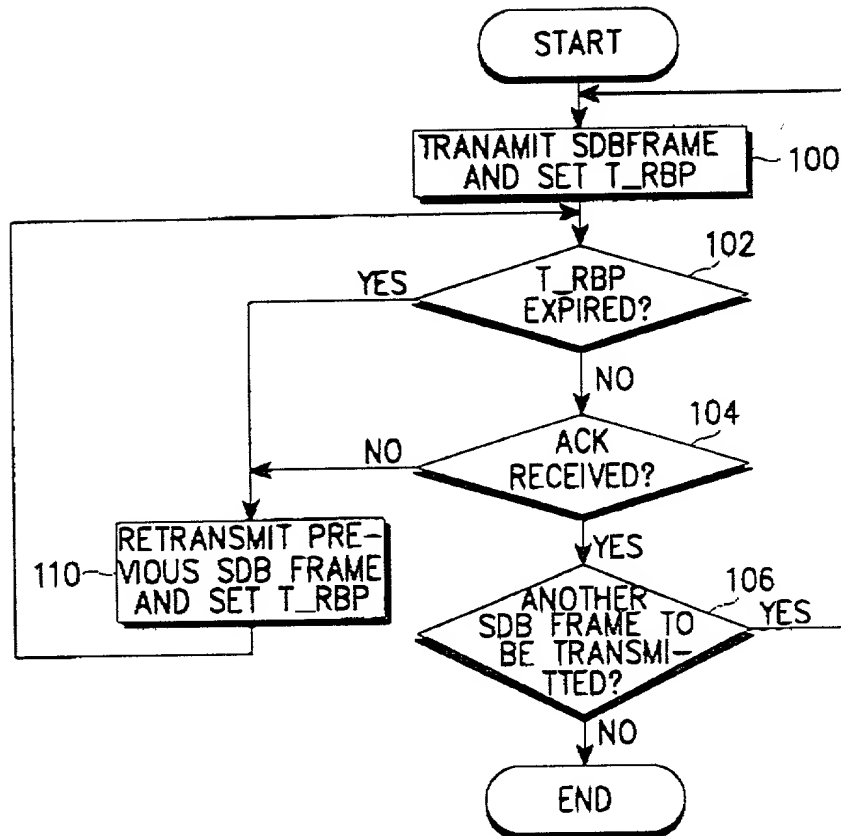 START
TRANAMIT SDBFRAME
AND SET T_RBP
100
102
T_RBP
EXPIRED?
YES
NO
104
ACK
RECEIVED?
NO
YES
RETRANSMIT PRE-
VIOUS SDB FRAME
AND SET T_RBP
110
106
ANOTHER
SDB FRAME TO
BE TRANSMI-
TTED?
YES
NO
END